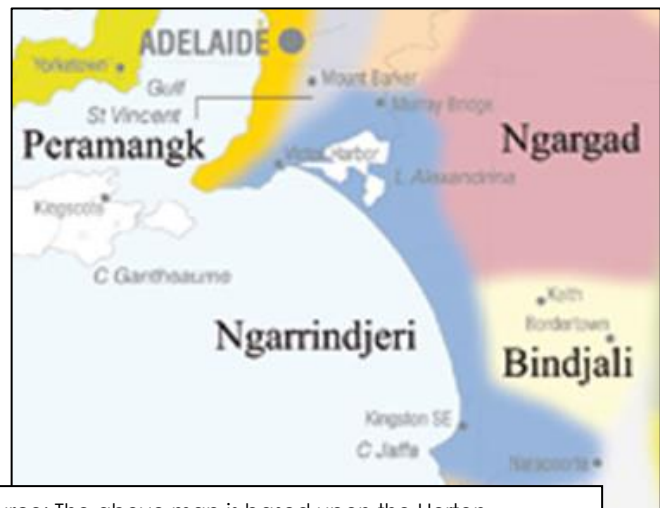 ADELAIDE
Yorketown
Mount Barker
Gulf
St Vincent
Murray Bridge
Peramangk
Ngargad
Victor Harbor
L Alexandrina
Kingscote
C Gantheaume
Keith
Ngarrindjeri
Bordertown
Bindjali
Kingston SE
C Jaffa
Naracoorte
The above map is based upon the Horton